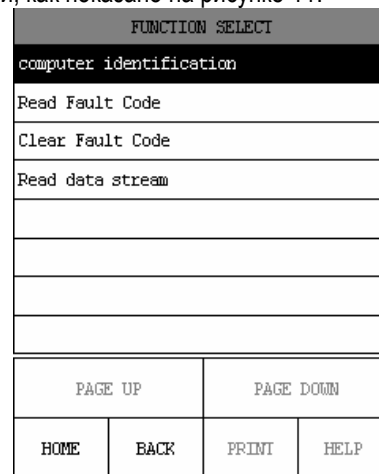 как показано на рисунке
FUNCTION SELECT
computer identification
Read Fault Code
Clear Fault Code
Read data stream
PAGE UP PAGE DOWN
HOME BACK PRINT HELP